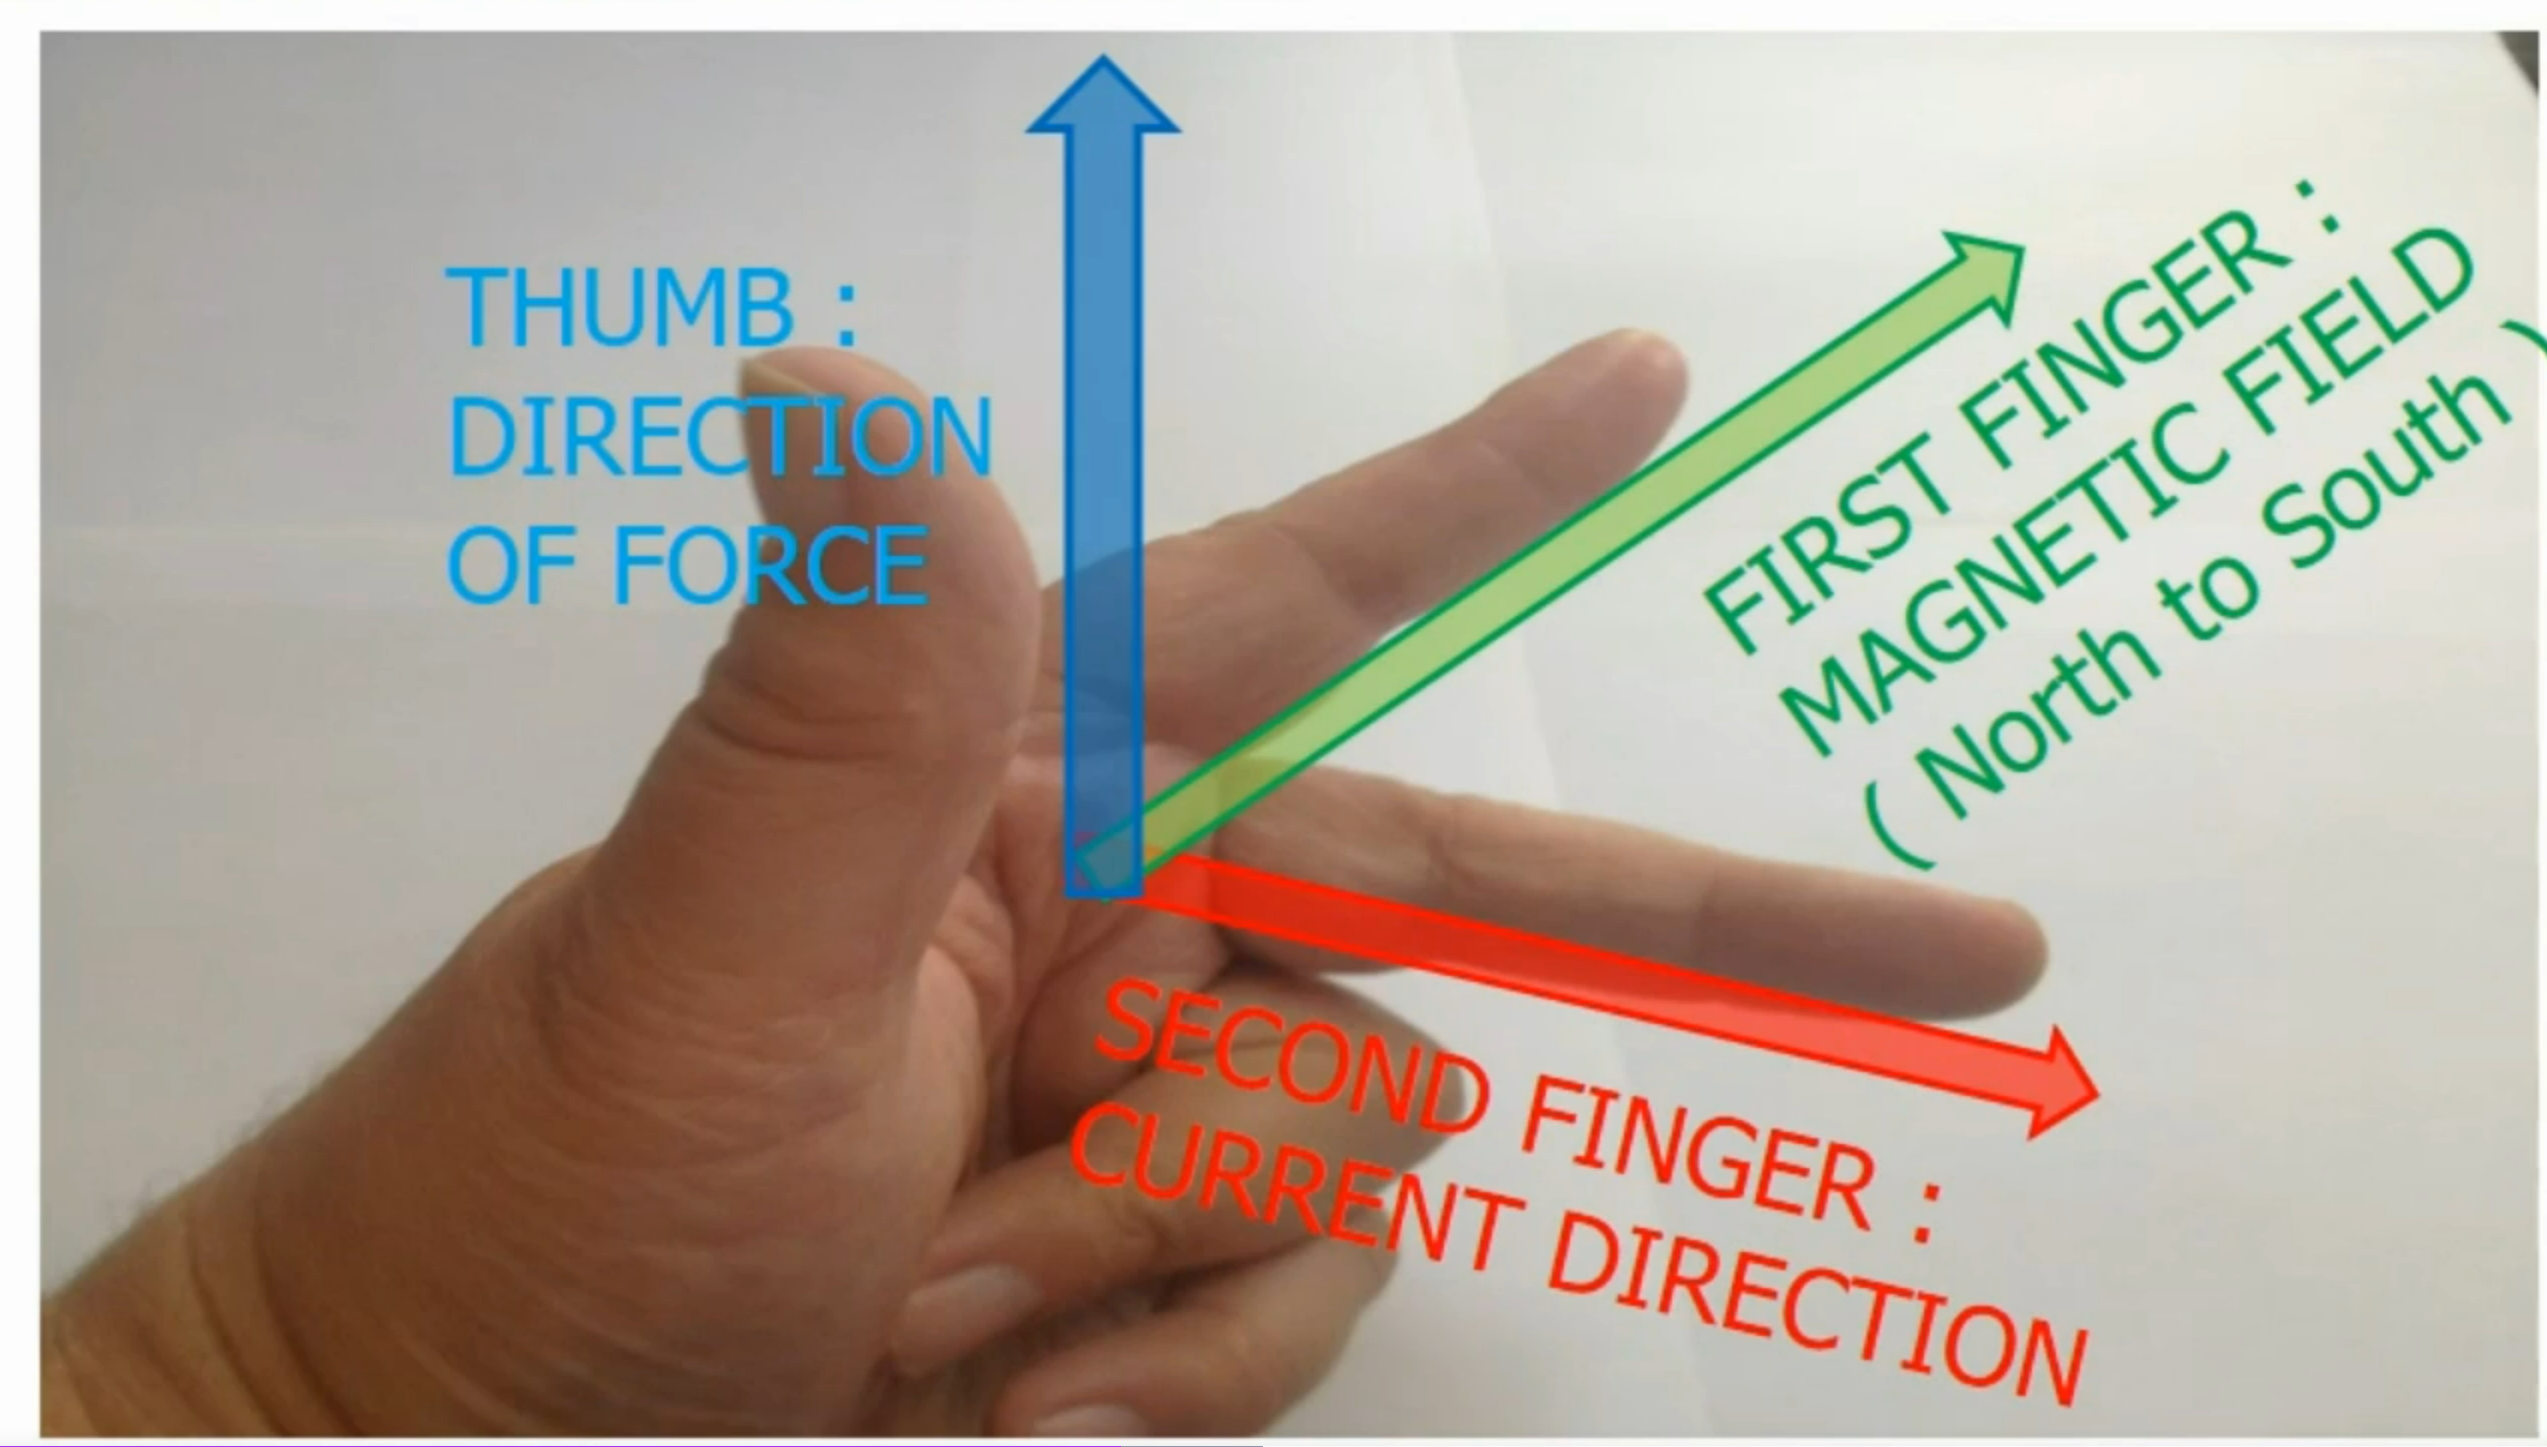 THUMB :
DIRECTION
OF FORCE
FIRST FINGER :
MAGNETIC FIELD
( North to South )
SECOND FINGER :
CURRENT DIRECTION